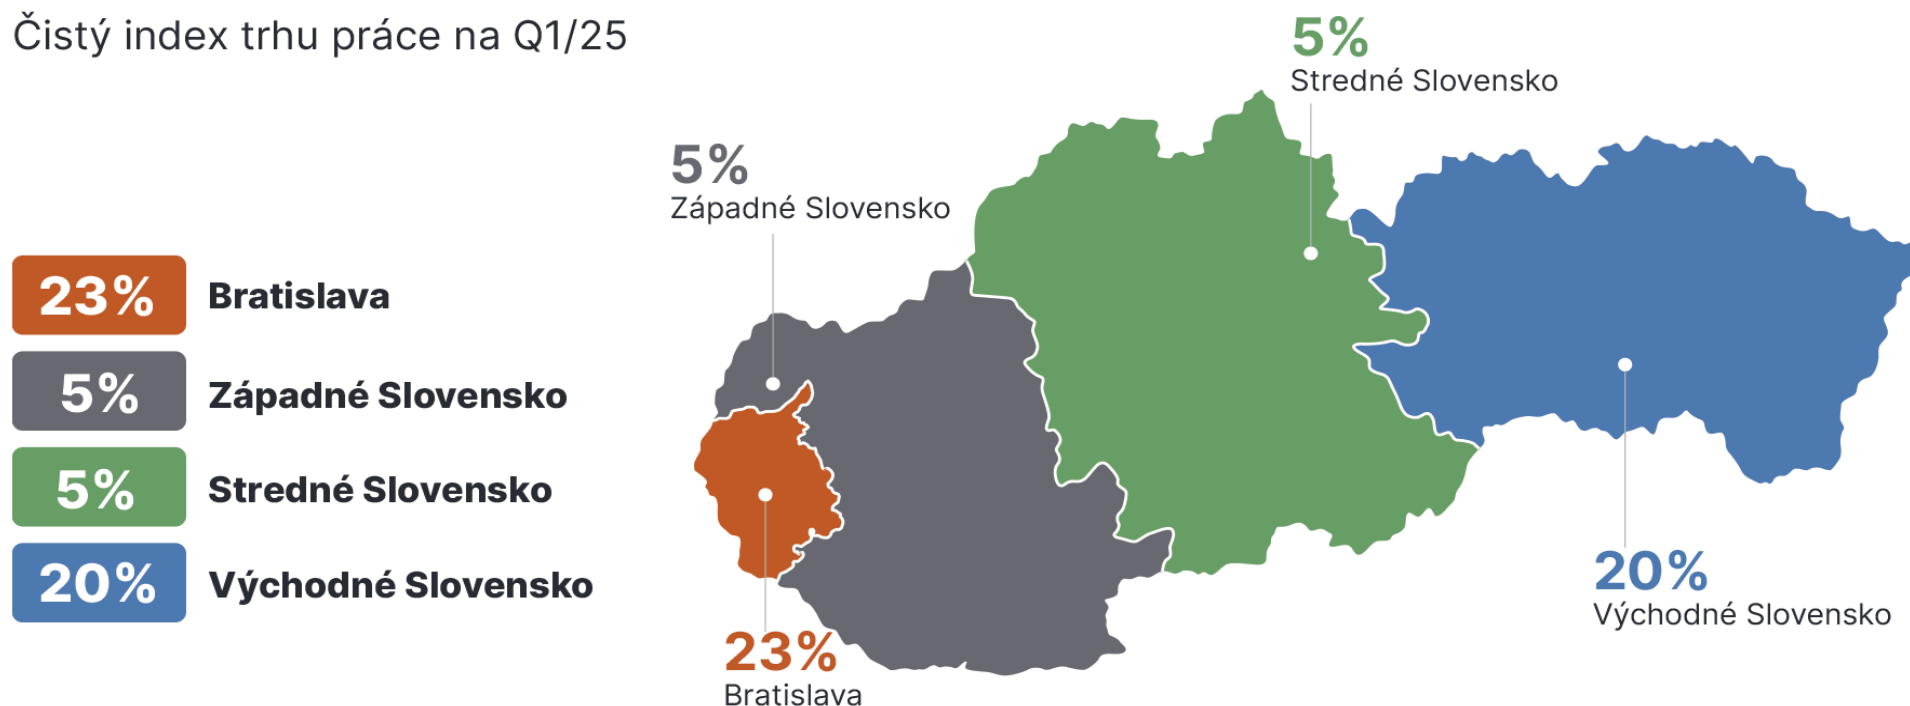 Čistý index trhu práce na Q1/25
5%
Stredné Slovensko
5%
Západné Slovensko
23% Bratislava
5% Západné Slovensko
5% Stredné Slovensko
20% Východné Slovensko
20%
Východné Slovensko
23%
Bratislava